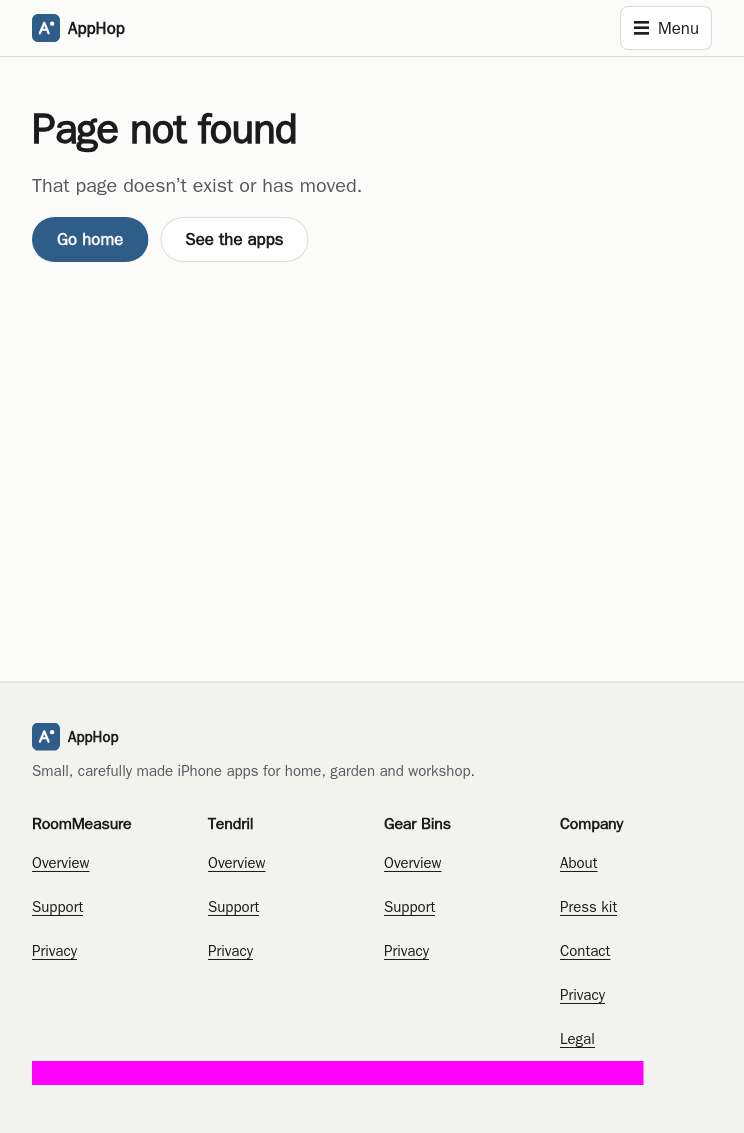 AppHop
Menu
Page not found
That page doesn’t exist or has moved.
Go home
See the apps
AppHop
Small, carefully made iPhone apps for home, garden and workshop.
RoomMeasure
Overview
Support
Privacy
Tendril
Overview
Support
Privacy
Gear Bins
Overview
Support
Privacy
Company
About
Press kit
Contact
Privacy
Legal